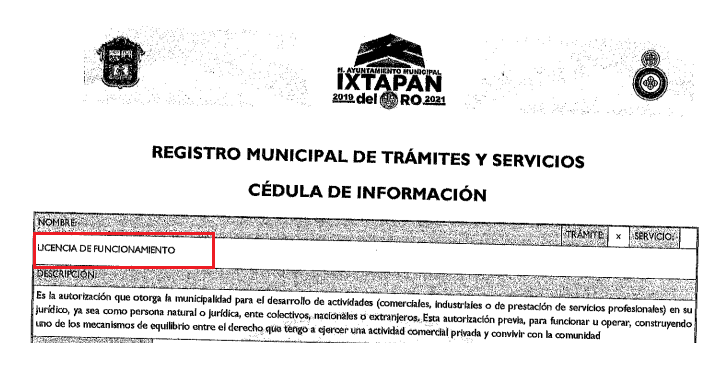 H. AYUNTAMIENTO MUNICIPAL
IXTAPAN
2019 del ORO 2021
REGISTRO MUNICIPAL DE TRÁMITES Y SERVICIOS
CÉDULA DE INFORMACIÓN
NOMBRE:
TRÁMITE: x SERVICIO:
LICENCIA DE FUNCIONAMIENTO
DESCRIPCIÓN:
Es la autorización que otorga la municipalidad para el desarrollo de actividades (comerciales, industriales o de prestación de servicios profesionales) en su
jurídico, ya sea como persona natural o jurídica, ente colectivos, nacionales o extranjeros. Esta autorización previa, para funcionar u operar, construyendo
uno de los mecanismos de equilibrio entre el derecho que tengo a ejercer una actividad comercial privada y convivir con la comunidad